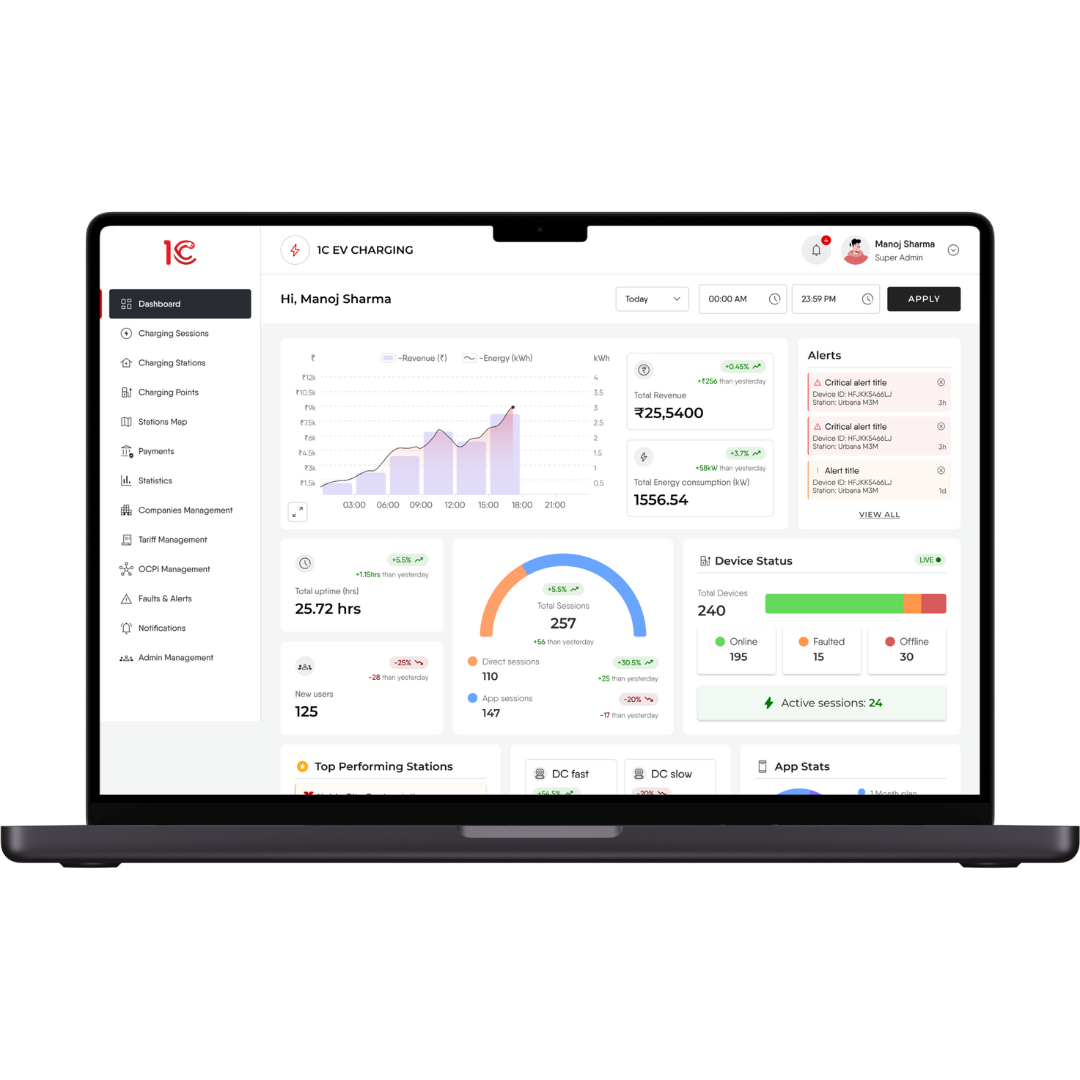 1C
1C EV CHARGING
4
Manoj Sharma
Super Admin
Dashboard
Charging Sessions
Charging Stations
Charging Points
Stations Map
Payments
Statistics
Companies Management
Tariff Management
OCPI Management
Faults & Alerts
Notifications
Admin Management
Hi, Manoj Sharma
Today
00:00 AM
23:59 PM
APPLY
₹
-Revenue (₹)
-Energy (kWh)
kWh
₹12k
₹10.5k
₹9k
₹7.5k
₹6k
₹4.5k
₹3k
₹1.5k
4
3.5
3
2.5
2
1.5
1
0.5
03:00 06:00 09:00 12:00 15:00 18:00 21:00
+0.45%
+₹256 than yesterday
Total Revenue
₹25,5400
+3.7%
+58kW than yesterday
Total Energy consumption (kW)
1556.54
Alerts
Critical alert title
Device ID: HFJKK5466LJ
Station: Urbana M3M
3h
Critical alert title
Device ID: HFJKK5466LJ
Station: Urbana M3M
3h
! Alert title
Device ID: HFJKK5466LJ
Station: Urbana M3M
1d
VIEW ALL
+5.5%
+1.15hrs than yesterday
Total uptime (hrs)
25.72 hrs
-25%
-28 than yesterday
New users
125
+5.5%
Total Sessions
257
+56 than yesterday
Direct sessions
110
+30.5%
+25 than yesterday
App sessions
147
-20%
-17 than yesterday
Device Status
LIVE
Total Devices
240
Online
195
Faulted
15
Offline
30
Active sessions: 24
Top Performing Stations
DC fast
+56.5%
DC slow
-20%
App Stats
1 Month plan